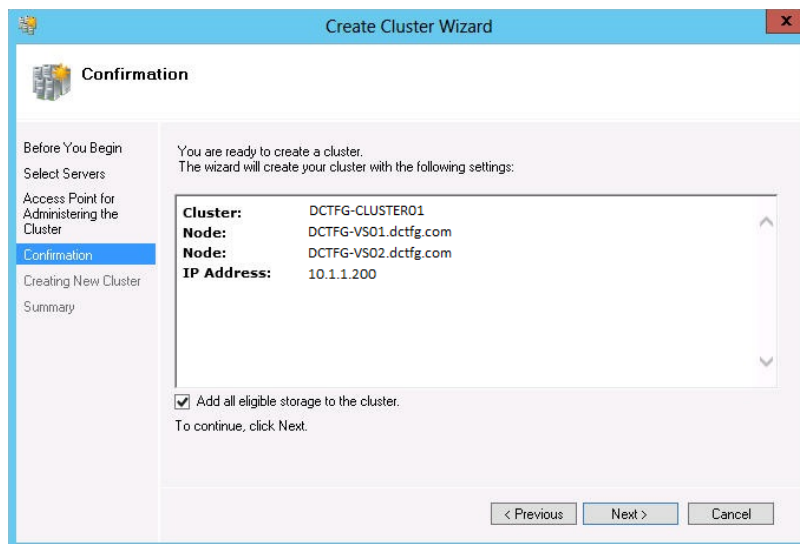 Create Cluster Wizard
x
Confirmation
Before You Begin
Select Servers
Access Point for
Administering the
Cluster
Confirmation
Creating New Cluster
Summary
You are ready to create a cluster.
The wizard will create your cluster with the following settings:
Cluster: DCTFG-CLUSTER01
Node: DCTFG-VS01.dctfg.com
Node: DCTFG-VS02.dctfg.com
IP Address: 10.1.1.200
Add all eligible storage to the cluster.
To continue, click Next.
< Previous
Next >
Cancel